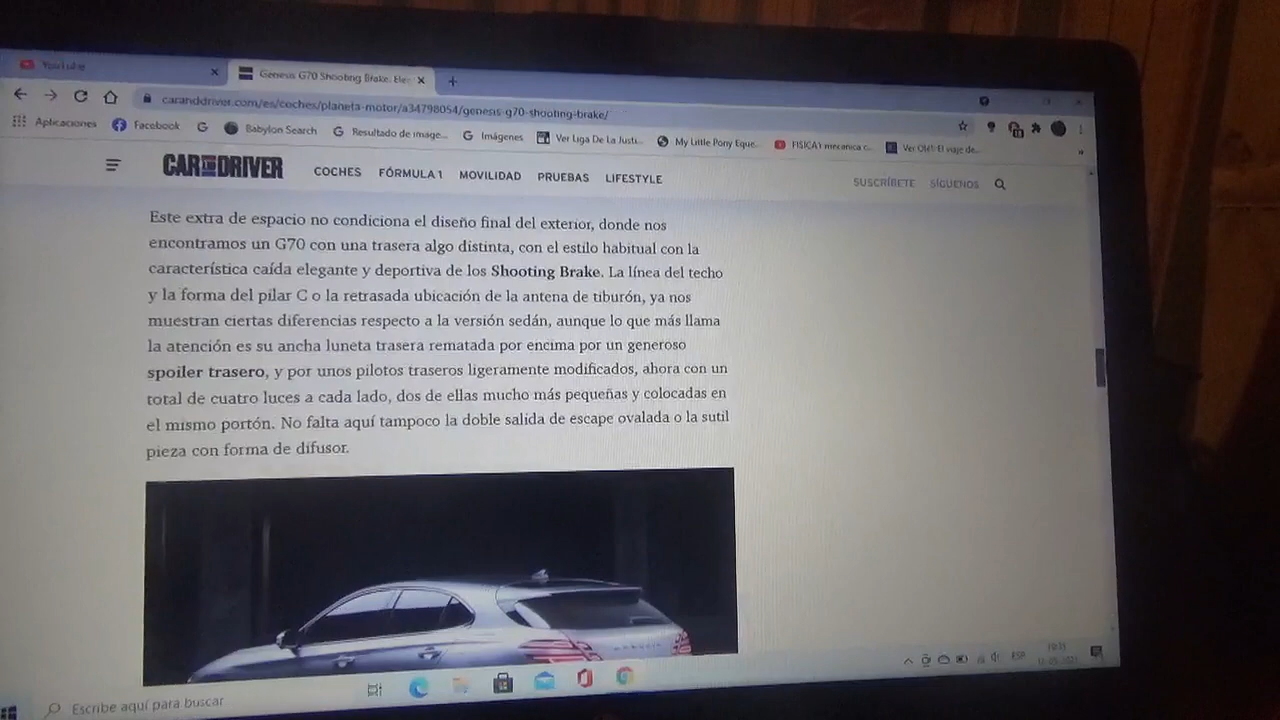 YouTube
Genesis G70 Shooting Brake: Ele
caranddriver.com/es/coches/planeta-motor/a34798054/genesis-g70-shooting-brake/
Aplicaciones Facebook Babylon Search Resultado de image... Imágenes Ver Liga De La Justi... My Little Pony Eque... FISICA1 mecanica c... Ver Olé!: El viaje de...
CAR AND DRIVER COCHES FÓRMULA 1 MOVILIDAD PRUEBAS LIFESTYLE SUSCRÍBETE SÍGUENOS
Este extra de espacio no condiciona el diseño final del exterior, donde nos
encontramos un G70 con una trasera algo distinta, con el estilo habitual con la
característica caída elegante y deportiva de los Shooting Brake. La línea del techo
y la forma del pilar C o la retrasada ubicación de la antena de tiburón, ya nos
muestran ciertas diferencias respecto a la versión sedán, aunque lo que más llama
la atención es su ancha luneta trasera rematada por encima por un generoso
spoiler trasero, y por unos pilotos traseros ligeramente modificados, ahora con un
total de cuatro luces a cada lado, dos de ellas mucho más pequeñas y colocadas en
el mismo portón. No falta aquí tampoco la doble salida de escape ovalada o la sutil
pieza con forma de difusor.
ESP
Escribe aquí para buscar